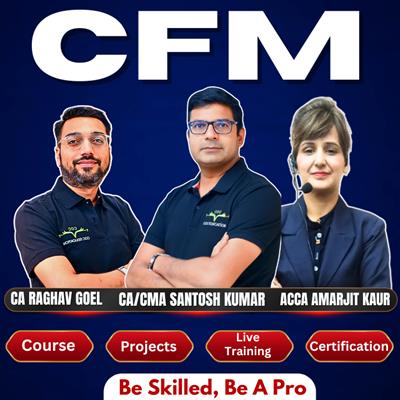 CFM
CA RAGHAV GOEL
CA/CMA SANTOSH KUMAR
ACCA AMARJIT KAUR
Course
Projects
Live
Training
Certification
Be Skilled, Be A Pro